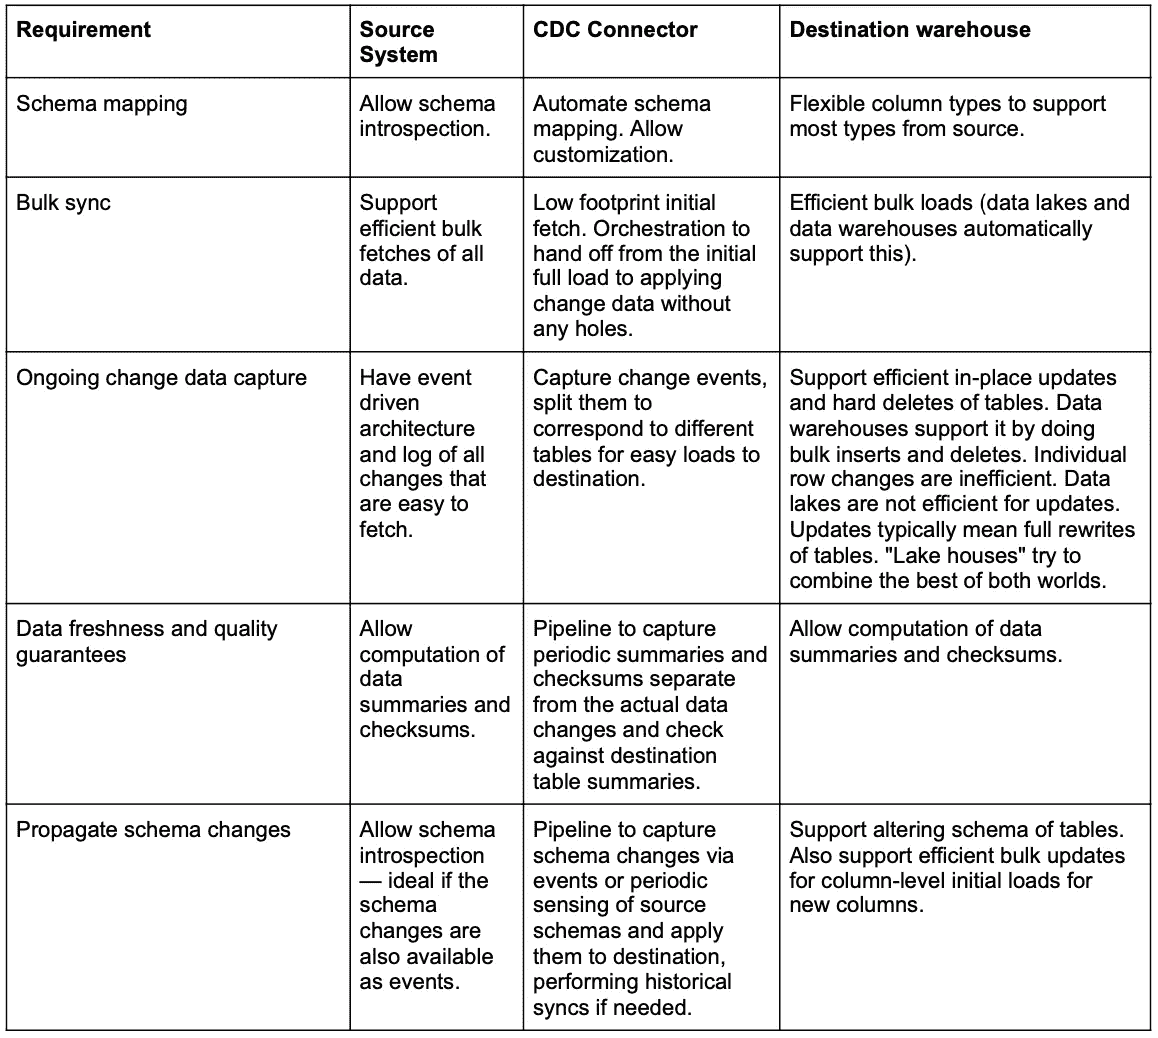 Requirement
Source
System
CDC Connector
Destination warehouse
Schema mapping
Allow schema
introspection.
Automate schema
mapping. Allow
customization.
Flexible column types to support
most types from source.
Bulk sync
Support
efficient bulk
fetches of all
data.
Low footprint initial
fetch. Orchestration to
hand off from the initial
full load to applying
change data without
any holes.
Efficient bulk loads (data lakes and
data warehouses automatically
support this).
Ongoing change data capture
Have event
driven
architecture
and log of all
changes that
are easy to
fetch.
Capture change events,
split them to
correspond to different
tables for easy loads to
destination.
Support efficient in-place updates
and hard deletes of tables. Data
warehouses support it by doing
bulk inserts and deletes. Individual
row changes are inefficient. Data
lakes are not efficient for updates.
Updates typically mean full rewrites
of tables. "Lake houses" try to
combine the best of both worlds.
Data freshness and quality
guarantees
Allow
computation of
data
summaries and
checksums.
Pipeline to capture
periodic summaries and
checksums separate
from the actual data
changes and check
against destination
table summaries.
Allow computation of data
summaries and checksums.
Propagate schema changes
Allow schema
introspection
— ideal if the
schema
changes are
also available
as events.
Pipeline to capture
schema changes via
events or periodic
sensing of source
schemas and apply
them to destination,
performing historical
syncs if needed.
Support altering schema of tables.
Also support efficient bulk updates
for column-level initial loads for
new columns.